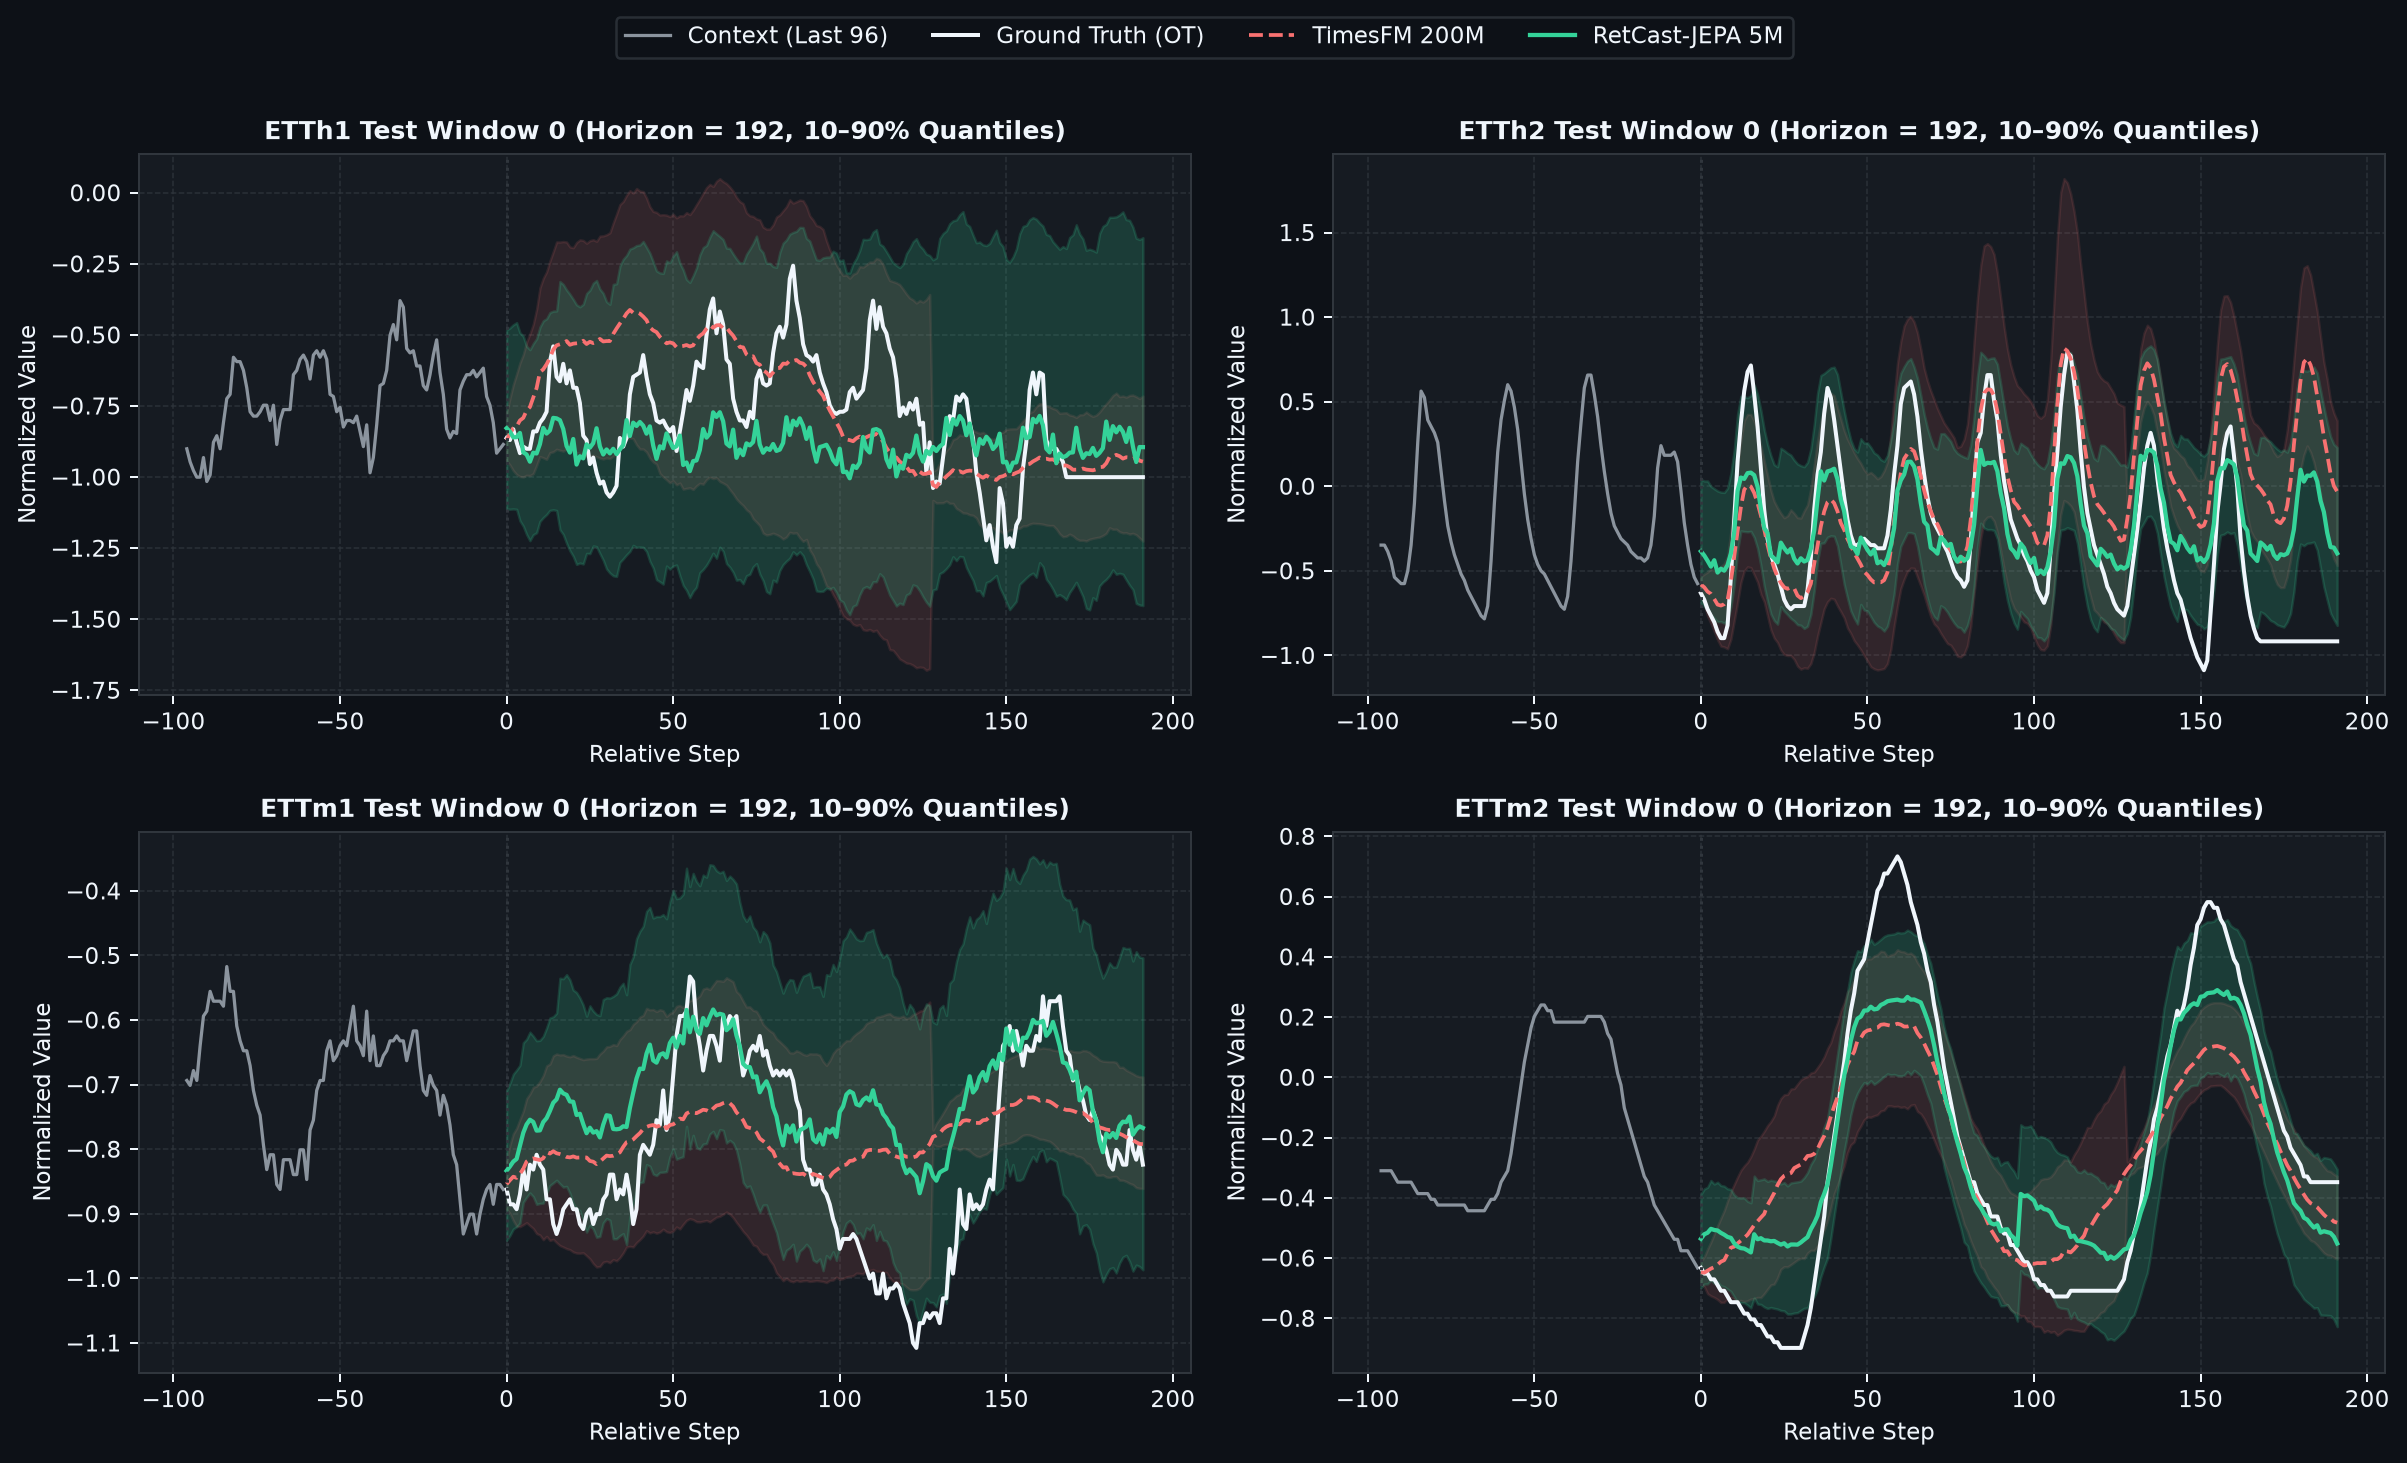 Context (Last 96) Ground Truth (OT) TimesFM 200M RetCast-JEPA 5M
ETTh1 Test Window 0 (Horizon = 192, 10–90% Quantiles)
0.00
−0.25
−0.50
−0.75
−1.00
−1.25
−1.50
−1.75
Normalized Value
−100 −50 0 50 100 150 200
Relative Step
ETTh2 Test Window 0 (Horizon = 192, 10–90% Quantiles)
1.5
1.0
0.5
0.0
−0.5
−1.0
Normalized Value
−100 −50 0 50 100 150 200
Relative Step
ETTm1 Test Window 0 (Horizon = 192, 10–90% Quantiles)
−0.4
−0.5
−0.6
−0.7
−0.8
−0.9
−1.0
−1.1
Normalized Value
−100 −50 0 50 100 150 200
Relative Step
ETTm2 Test Window 0 (Horizon = 192, 10–90% Quantiles)
0.8
0.6
0.4
0.2
0.0
−0.2
−0.4
−0.6
−0.8
Normalized Value
−100 −50 0 50 100 150 200
Relative Step